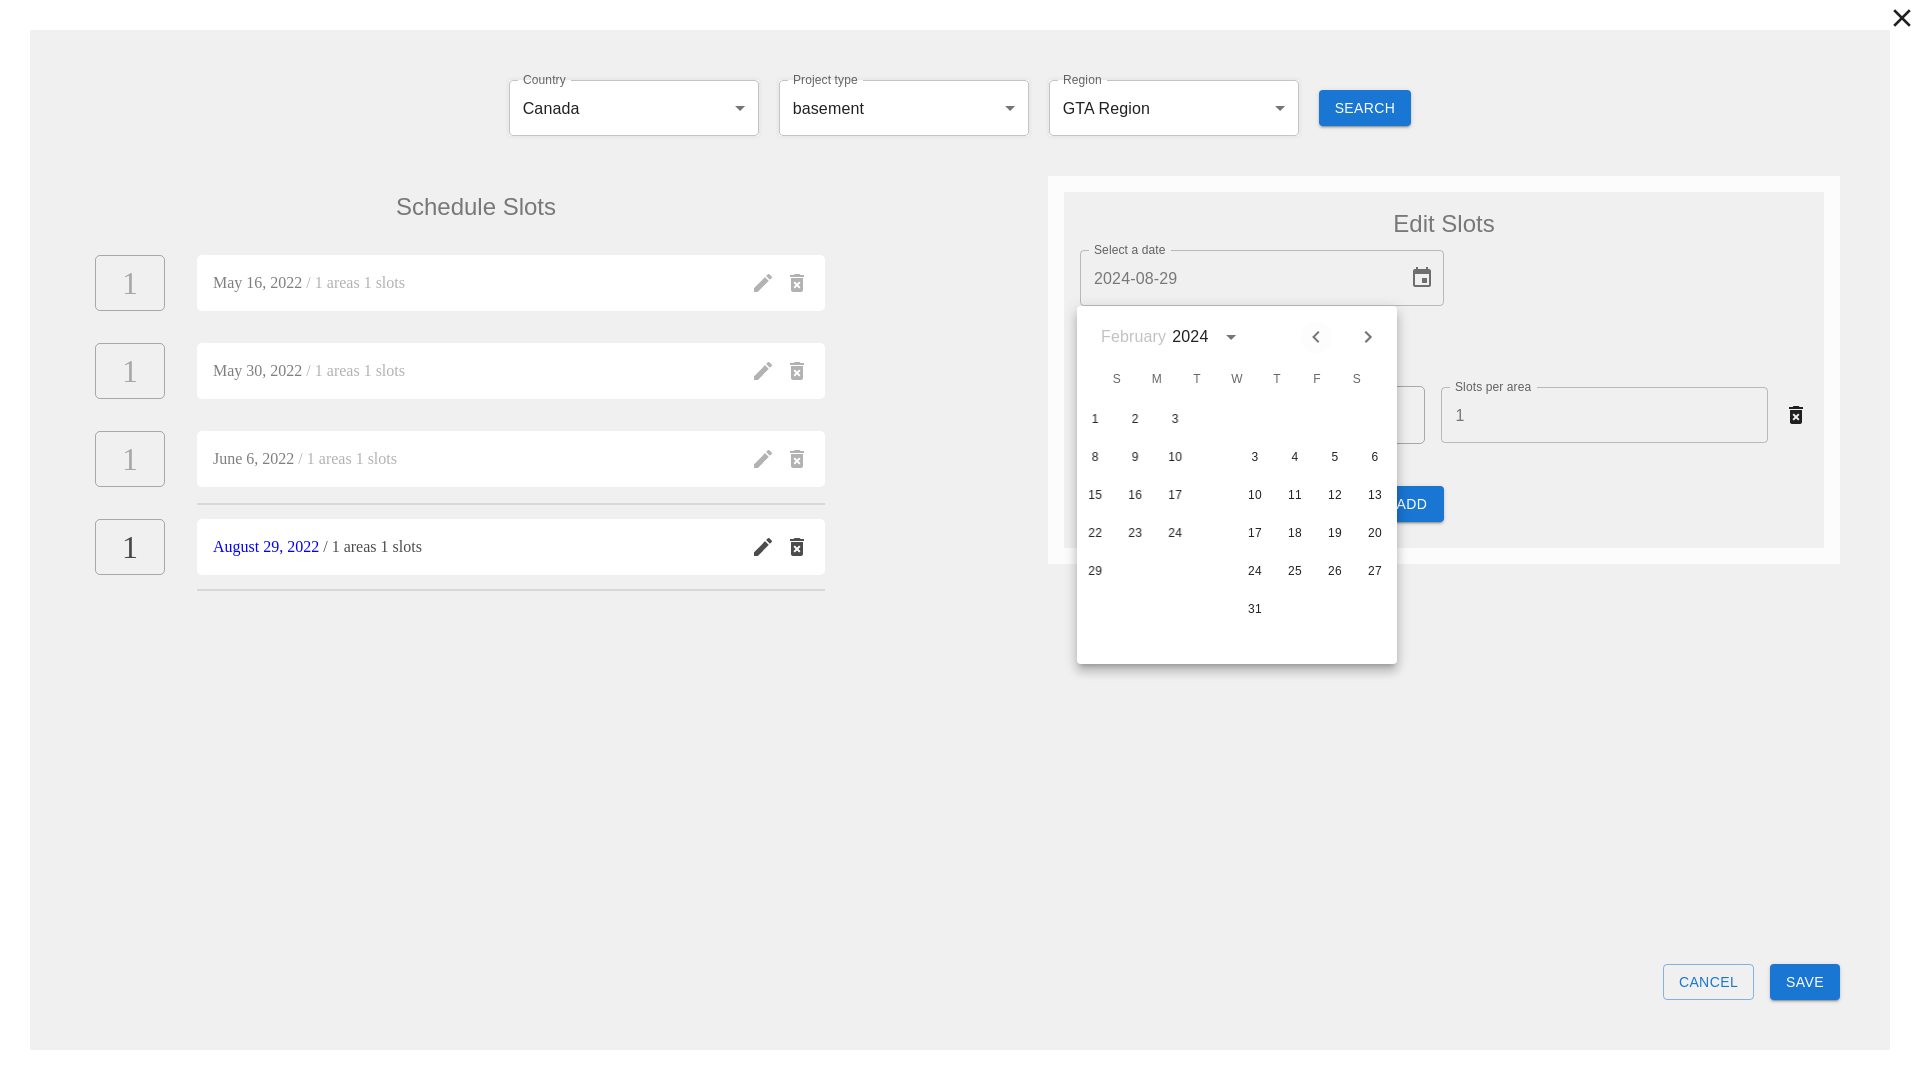 Country
Canada
Project type
basement
Region
GTA Region
SEARCH
Schedule Slots
1
May 16, 2022 / 1 areas 1 slots
1
May 30, 2022 / 1 areas 1 slots
1
June 6, 2022 / 1 areas 1 slots
1
August 29, 2022 / 1 areas 1 slots
Edit Slots
Select a date
2024-08-29
February 2024
S M T W T F S
1 2 3
8 9 10 3 4 5 6
15 16 17 10 11 12 13
22 23 24 17 18 19 20
29 24 25 26 27
31
Slots per area
1
ADD
CANCEL
SAVE